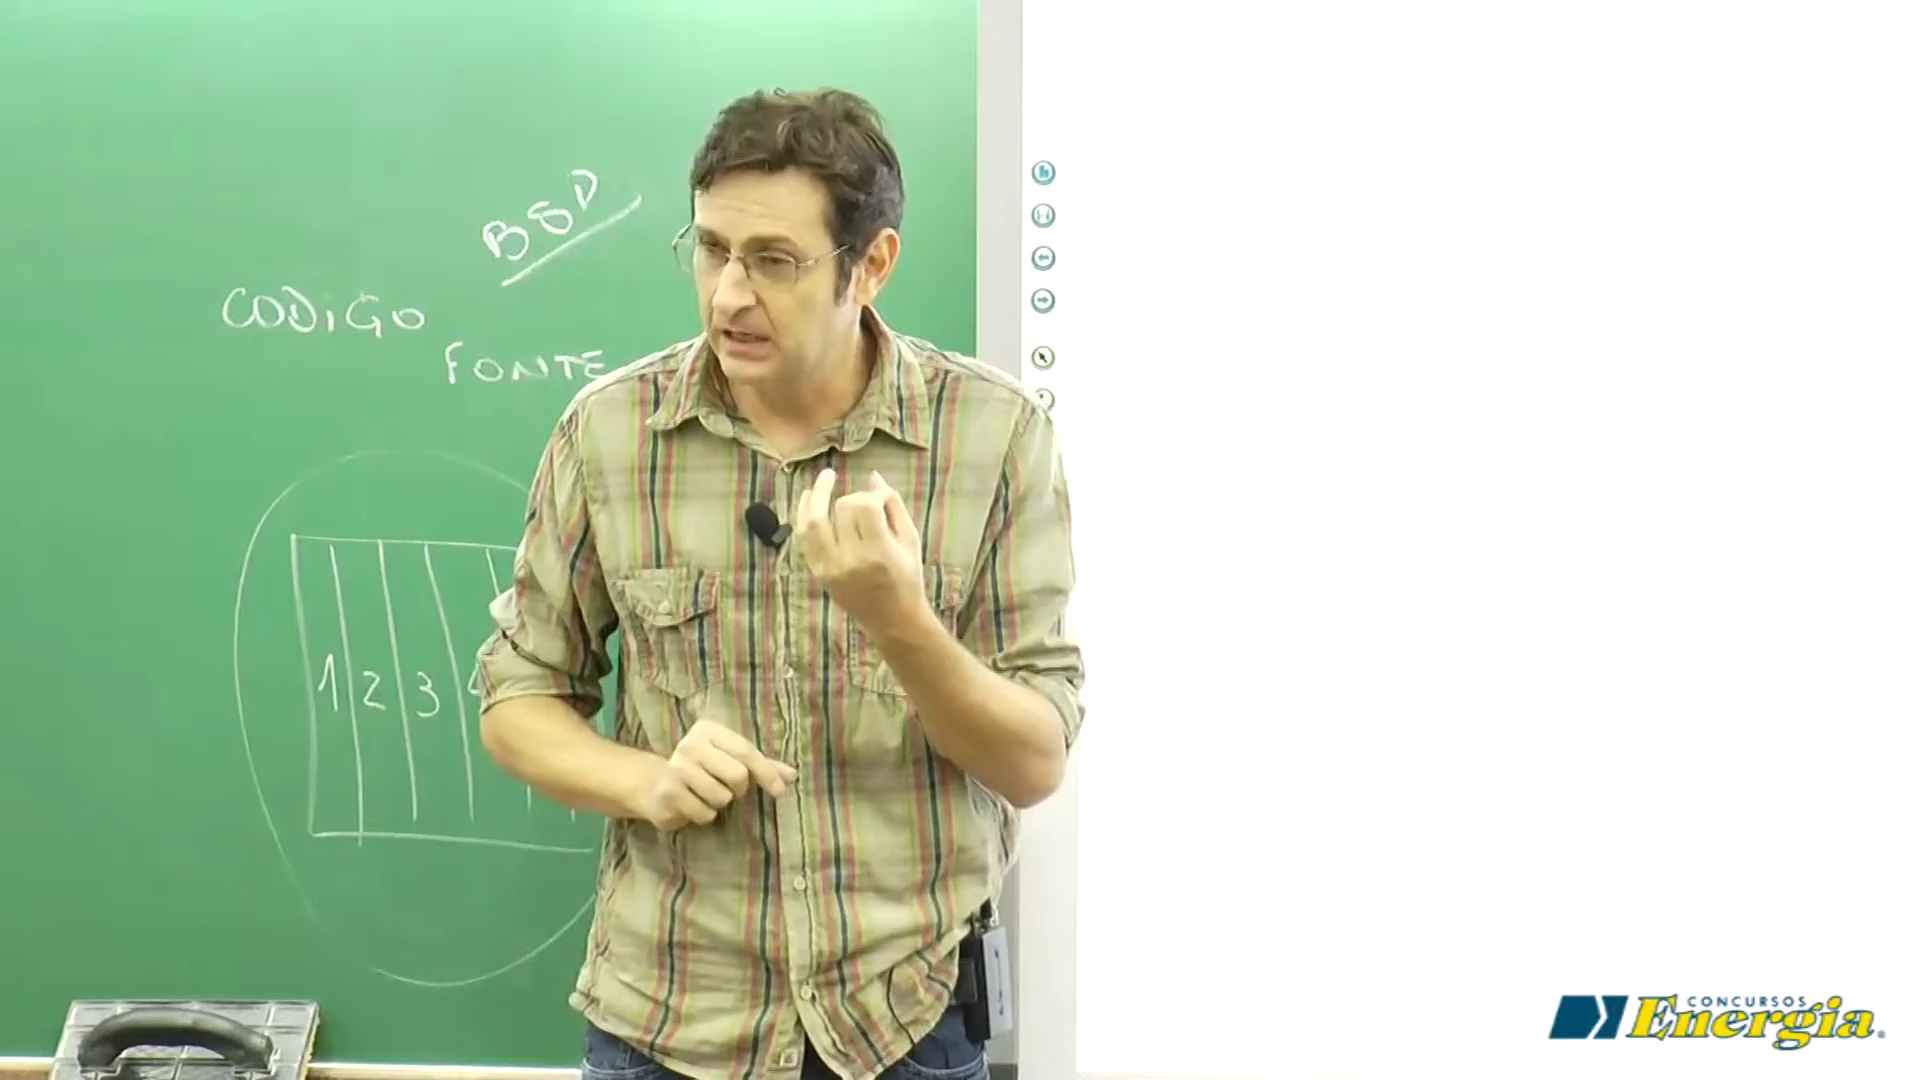 BSD
CODIGO
FONTE
1 2 3
CONCURSOS
Energia